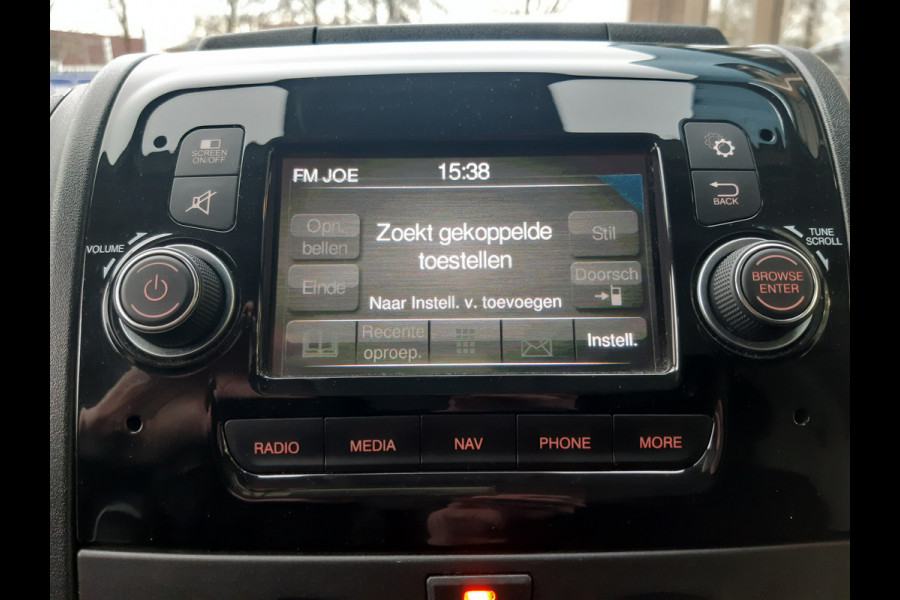 FM JOE
15:38
SCREEN
ON/OFF
BACK
VOLUME
TUNE
SCROLL
Opn.
bellen
Zoekt gekoppelde
toestellen
Stil
Einde
Doorsch
Naar Instell. v. toevoegen
Recente
oproep.
Instell.
BROWSE
ENTER
RADIO
MEDIA
NAV
PHONE
MORE